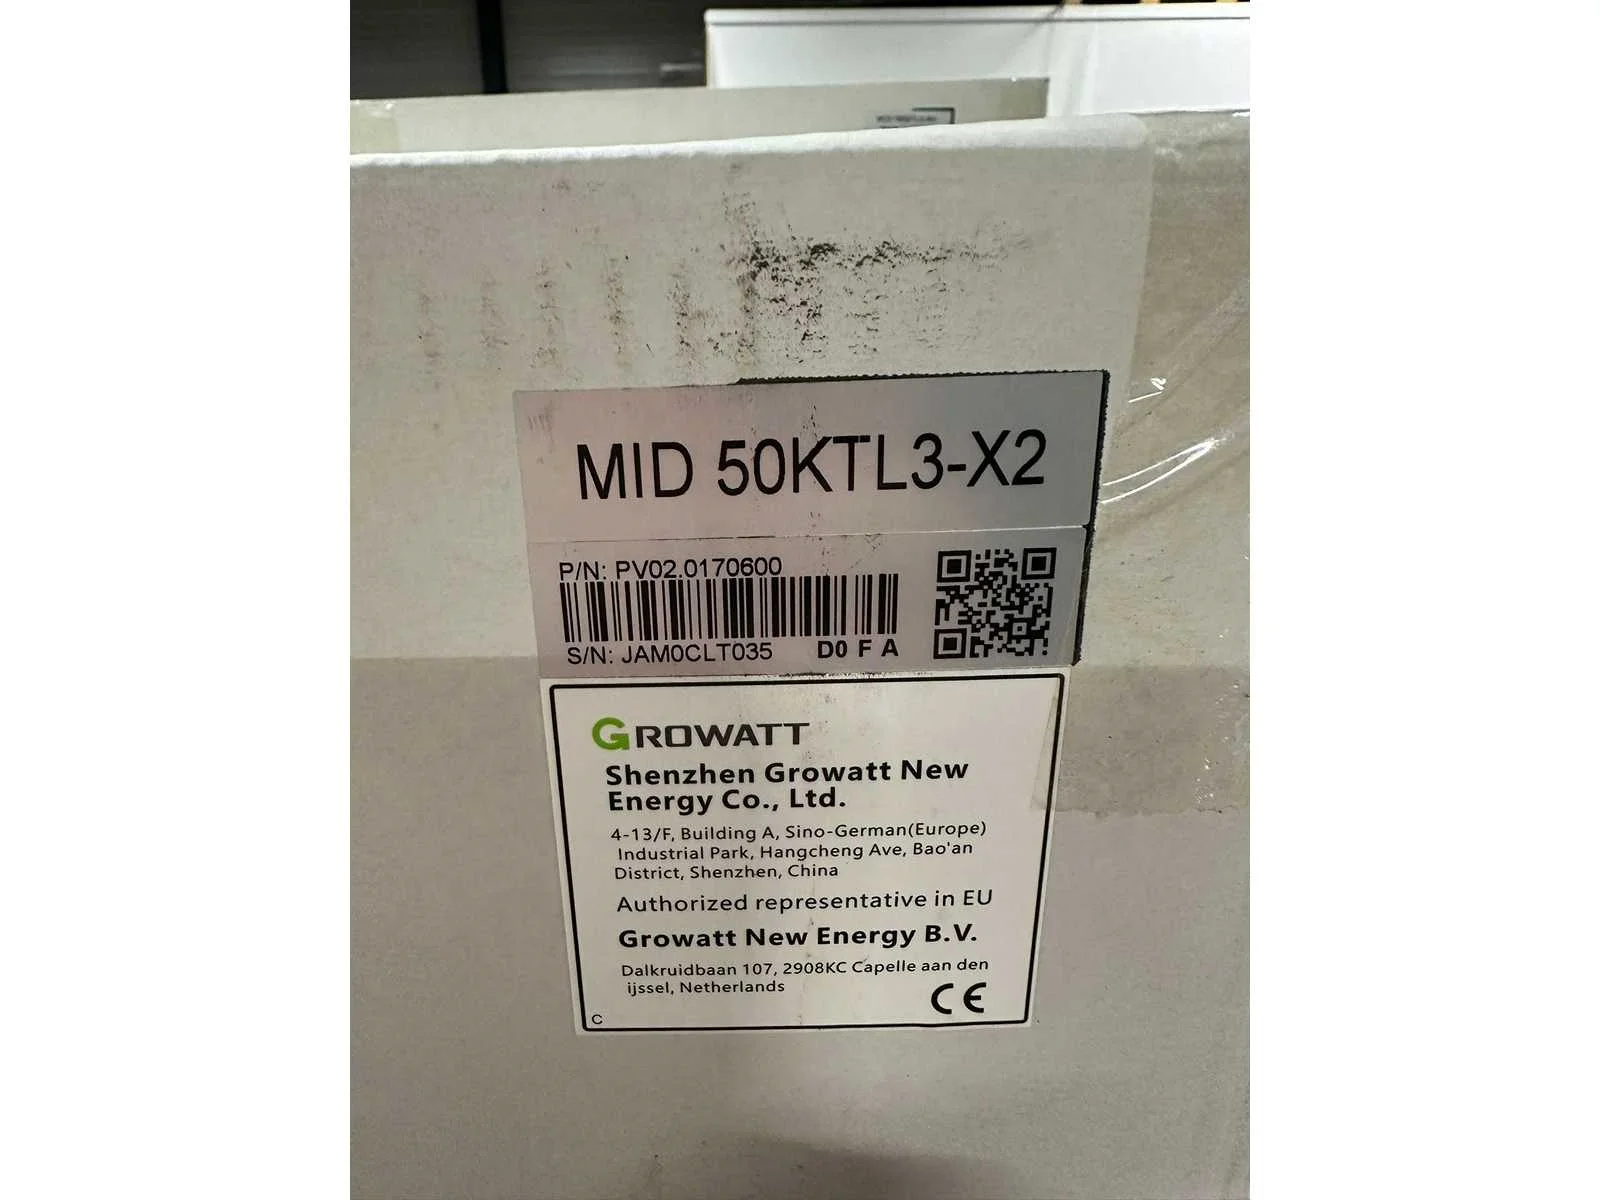 MID 50KTL3-X2
P/N: PV02.0170600
S/N: JAM0CLT035 D0 F A
GROWATT
Shenzhen Growatt New
Energy Co., Ltd.
4-13/F, Building A, Sino-German(Europe)
Industrial Park, Hangcheng Ave, Bao'an
District, Shenzhen, China
Authorized representative in EU
Growatt New Energy B.V.
Dalkruidbaan 107, 2908KC Capelle aan den
ijssel, Netherlands
CE
C